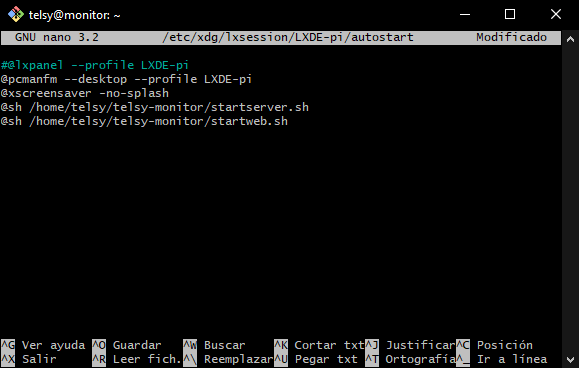 telsy@monitor: ~
GNU nano 3.2 /etc/xdg/lxsession/LXDE-pi/autostart Modificado
#@lxpanel --profile LXDE-pi
@pcmanfm --desktop --profile LXDE-pi
@xscreensaver -no-splash
@sh /home/telsy/telsy-monitor/startserver.sh
@sh /home/telsy/telsy-monitor/startweb.sh
^G Ver ayuda ^O Guardar ^W Buscar ^K Cortar txt ^J Justificar ^C Posición
^X Salir ^R Leer fich. ^\ Reemplazar ^U Pegar txt ^T Ortografía ^_ Ir a línea